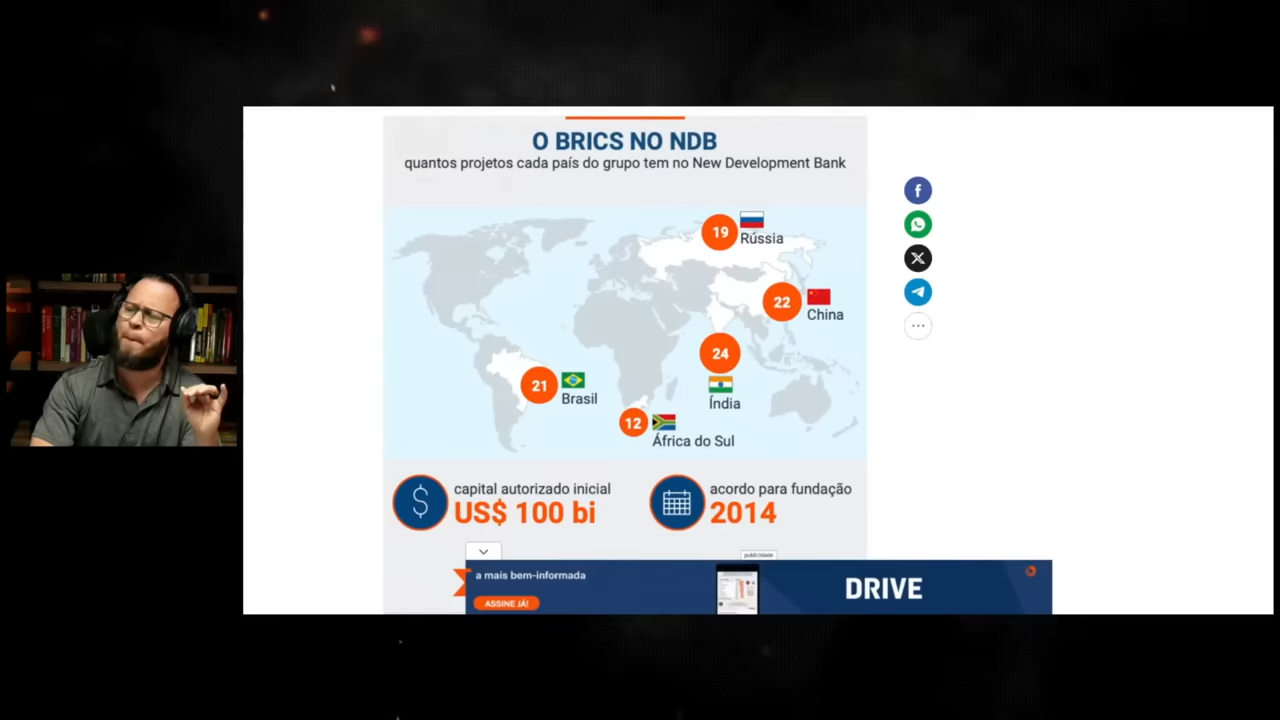 O BRICS NO NDB
quantos projetos cada país do grupo tem no New Development Bank
19
Rússia
22
China
24
Índia
21
Brasil
12
África do Sul
capital autorizado inicial
US$ 100 bi
acordo para fundação
2014
publicidade
a mais bem-informada
ASSINE JÁ!
DRIVE